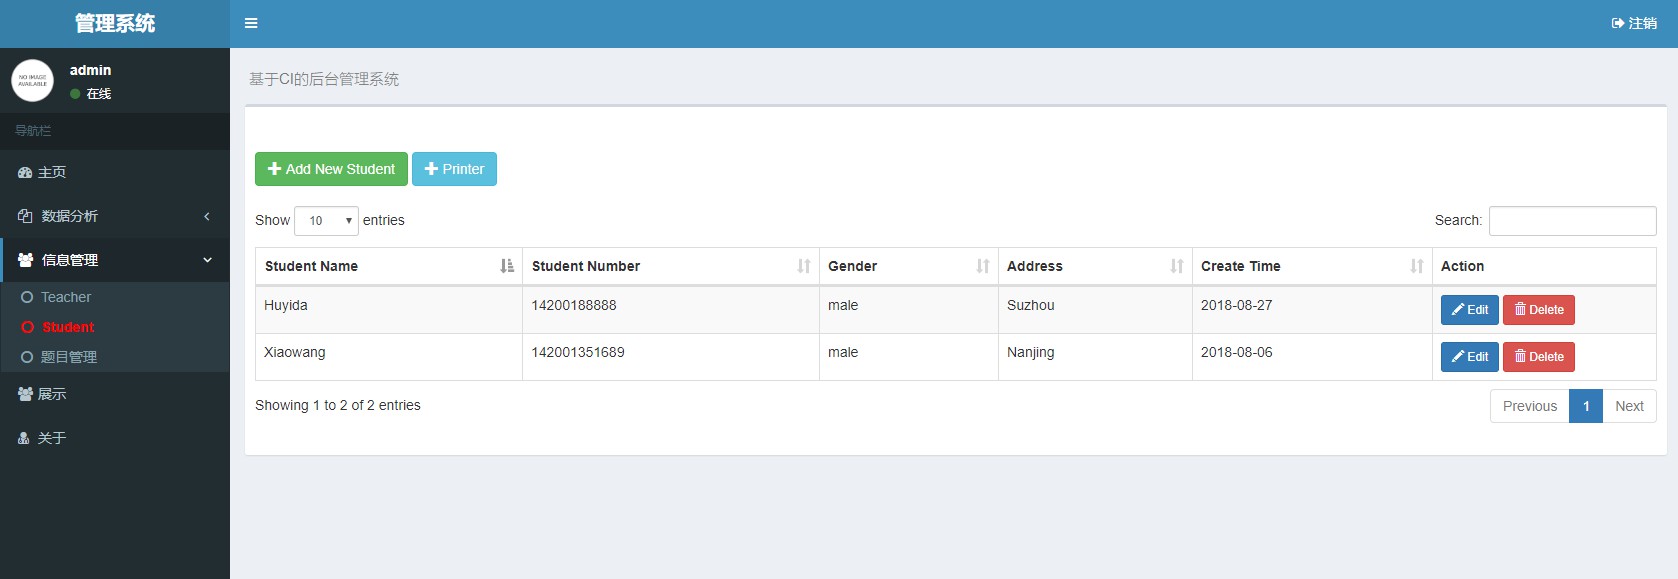 管理系统
注销
NO IMAGE
AVAILABLE
admin
在线
导航栏
主页
数据分析
信息管理
Teacher
Student
题目管理
展示
关于
基于CI的后台管理系统
Add New Student Printer
Show 10 entries Search:
Student Name Student Number Gender Address Create Time Action
Huyida 14200188888 male Suzhou 2018-08-27 Edit Delete
Xiaowang 142001351689 male Nanjing 2018-08-06 Edit Delete
Showing 1 to 2 of 2 entries Previous 1 Next